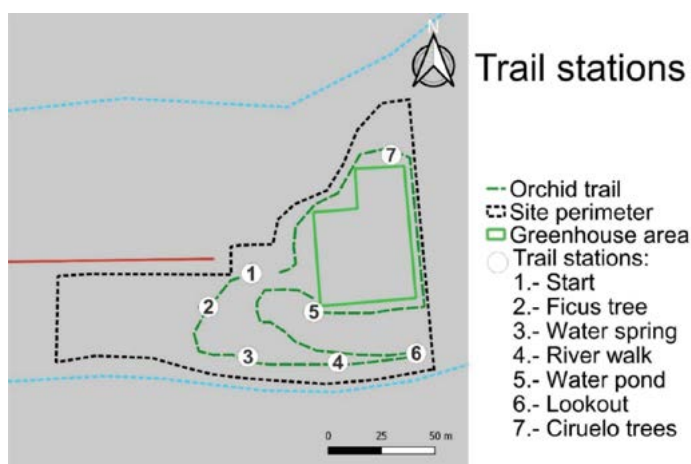 N
Trail stations
Orchid trail
Site perimeter
Greenhouse area
Trail stations:
1.- Start
2.- Ficus tree
3.- Water spring
4.- River walk
5.- Water pond
6.- Lookout
7.- Ciruelo trees
7
1
2
5
3
4
6
0 25 50 m